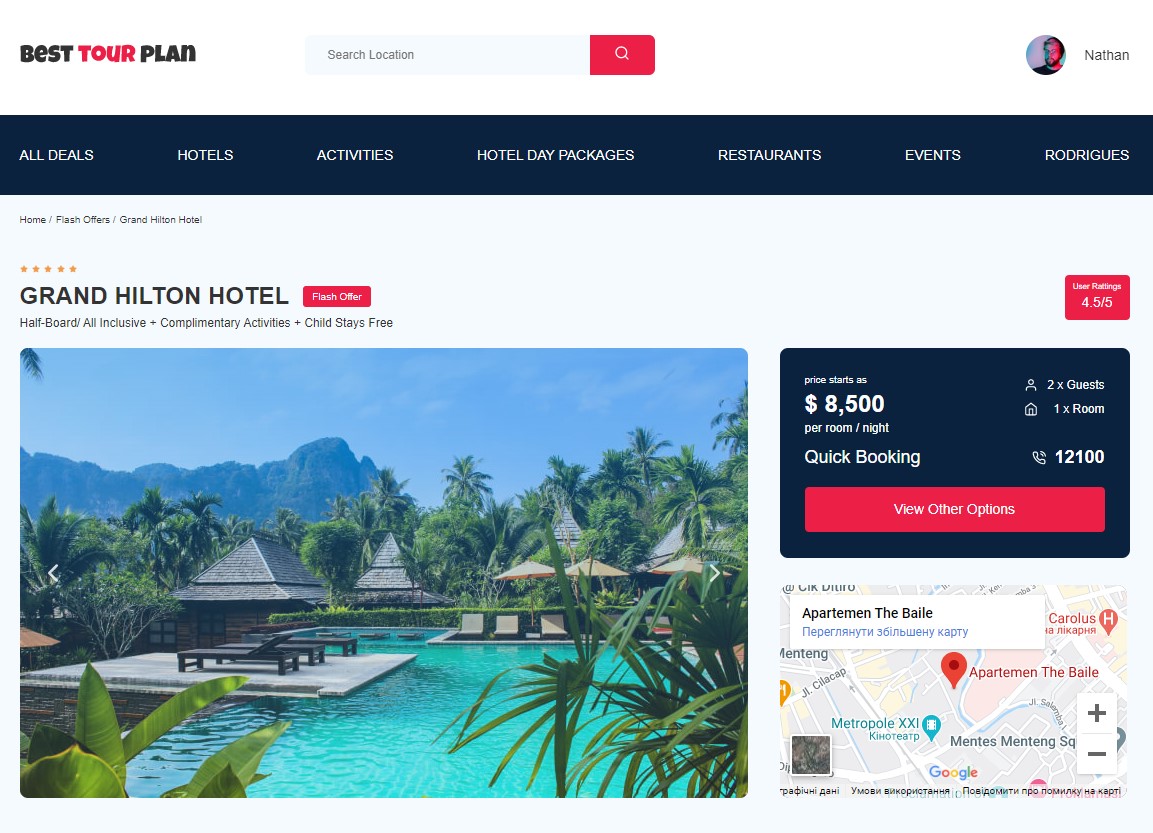 BEST TOUR PLAN
Search Location
Nathan
ALL DEALS HOTELS ACTIVITIES HOTEL DAY PACKAGES RESTAURANTS EVENTS RODRIGUES
Home / Flash Offers / Grand Hilton Hotel
GRAND HILTON HOTEL Flash Offer
Half-Board/ All Inclusive + Complimentary Activities + Child Stays Free
User Rattings
4.5/5
price starts as
$ 8,500
per room / night
2 x Guests
1 x Room
Quick Booking 12100
View Other Options
@ Cik Ditiro
Apartemen The Baile
Переглянути збільшену карту
Carolus H
на лікарня
Menteng
Jl. Cilacap
Apartemen The Baile
Metropole XXI
Кінотеатр
Mentes Menteng Sq
Google
графічні дані Умови використання Повідомити про помилку на карті